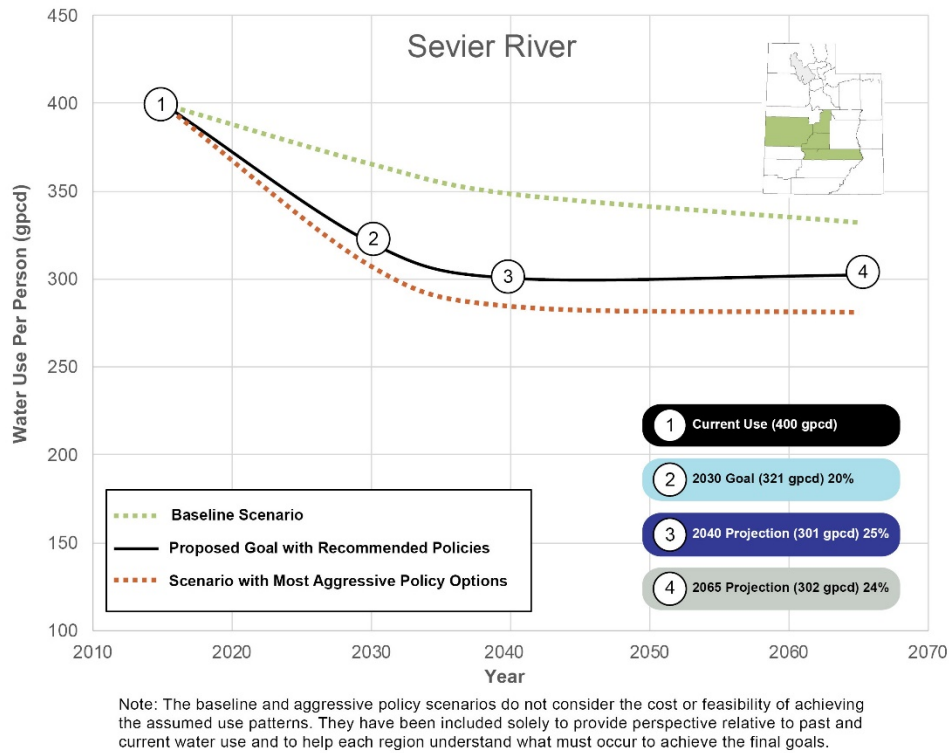 Sevier River
450
400
350
300
250
200
150
100
Water Use Per Person (gpcd)
1
2
3
4
1 Current Use (400 gpcd)
2 2030 Goal (321 gpcd) 20%
3 2040 Projection (301 gpcd) 25%
4 2065 Projection (302 gpcd) 24%
Baseline Scenario
Proposed Goal with Recommended Policies
Scenario with Most Aggressive Policy Options
2010 2020 2030 2040 2050 2060 2070
Year
Note: The baseline and aggressive policy scenarios do not consider the cost or feasibility of achieving
the assumed use patterns. They have been included solely to provide perspective relative to past and
current water use and to help each region understand what must occur to achieve the final goals.